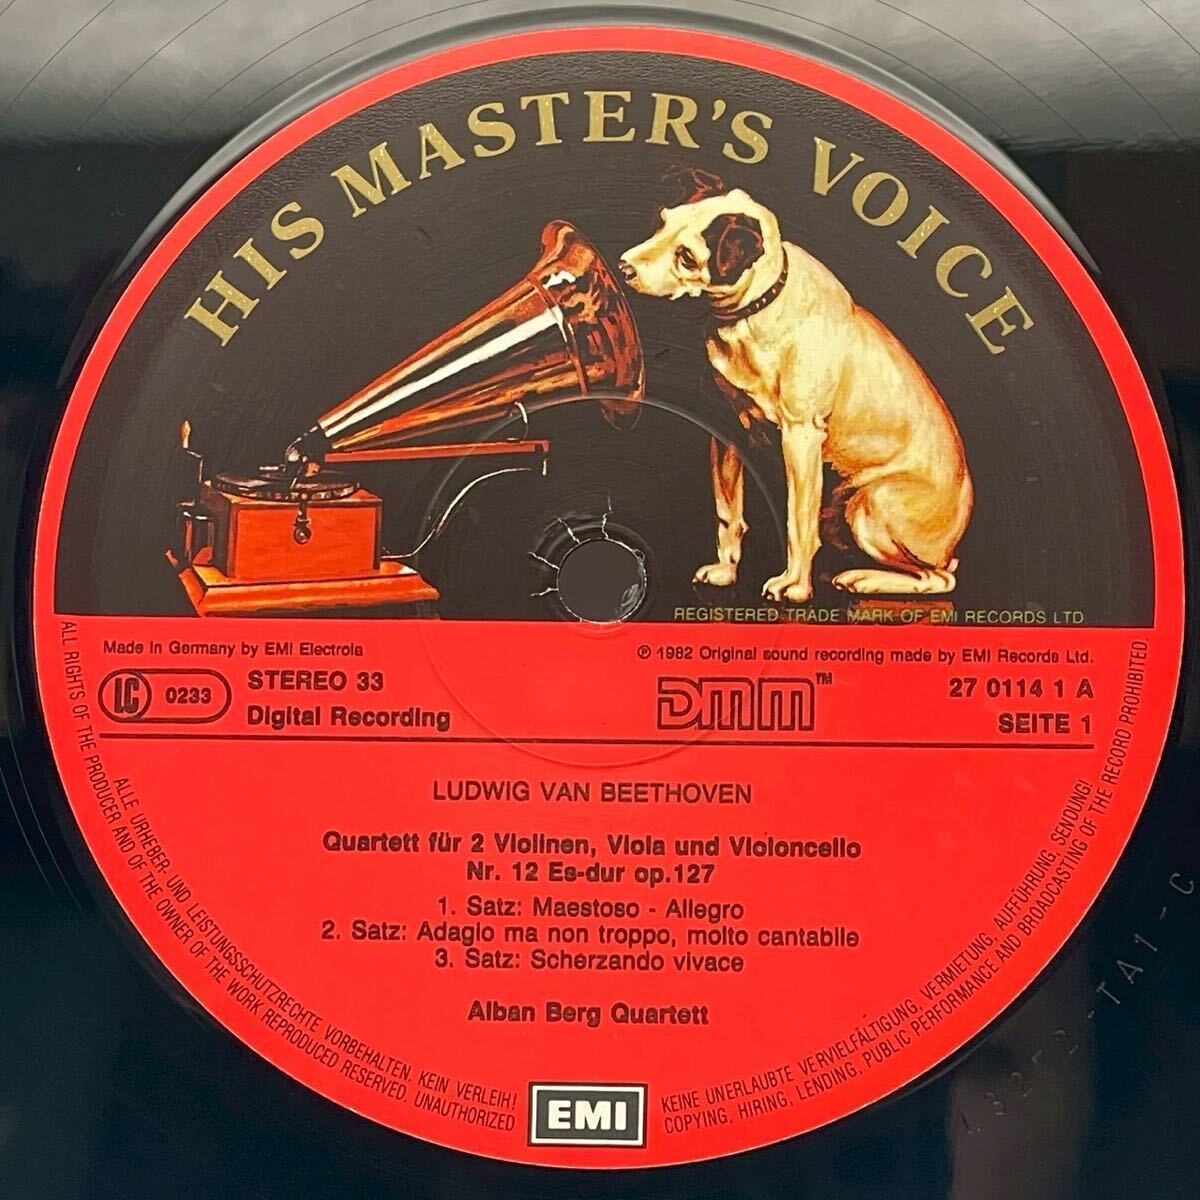 HIS MASTER'S VOICE
REGISTERED TRADE MARK OF EMI RECORDS LTD
Made in Germany by EMI Electrola
℗ 1982 Original sound recording made by EMI Records Ltd.
LC 0233
STEREO 33
Digital Recording
DMM™
27 0114 1 A
SEITE 1
LUDWIG VAN BEETHOVEN
Quartett für 2 Violinen, Viola und Violoncello
Nr. 12 Es-dur op.127
1. Satz: Maestoso - Allegro
2. Satz: Adagio ma non troppo, molto cantabile
3. Satz: Scherzando vivace
Alban Berg Quartett
EMI
ALLE URHEBER- UND LEISTUNGSSCHUTZRECHTE VORBEHALTEN. KEIN VERLEIH! KEINE UNERLAUBTE VERVIELFÄLTIGUNG, VERMIETUNG, AUFFÜHRUNG, SENDUNG!
ALL RIGHTS OF THE PRODUCER AND OF THE OWNER OF THE WORK REPRODUCED RESERVED. UNAUTHORIZED COPYING, HIRING, LENDING, PUBLIC PERFORMANCE AND BROADCASTING OF THE RECORD PROHIBITED.